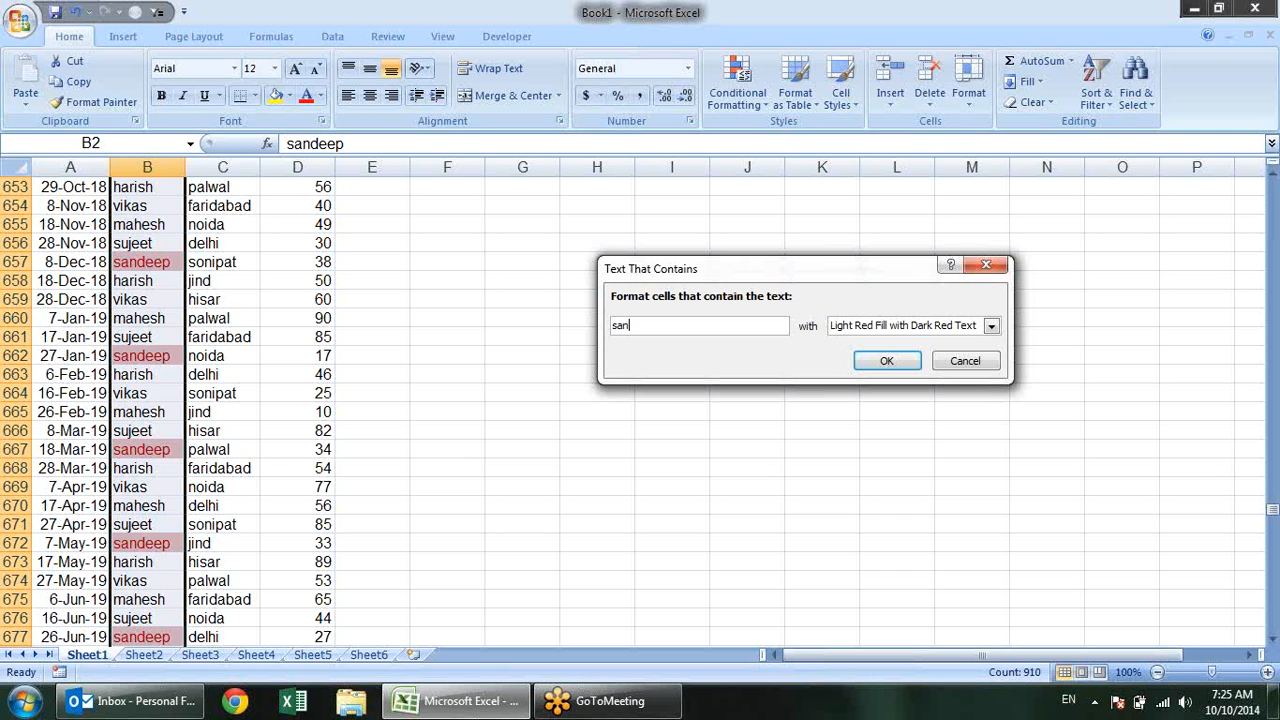 Book1 - Microsoft Excel
Home Insert Page Layout Formulas Data Review View Developer
Paste Cut Copy Format Painter
Clipboard
Arial 12
B I U
Font
Wrap Text
Merge & Center
Alignment
General
$ % ,
Number
Conditional Formatting Format as Table Cell Styles
Styles
Insert Delete Format
Cells
Σ AutoSum
Fill
Clear
Sort & Filter Find & Select
Editing
B2 fx sandeep
A B C D E F G H I J K L M N O P
653 29-Oct-18 harish palwal 56
654 8-Nov-18 vikas faridabad 40
655 18-Nov-18 mahesh noida 49
656 28-Nov-18 sujeet delhi 30
657 8-Dec-18 sandeep sonipat 38
658 18-Dec-18 harish jind 50
659 28-Dec-18 vikas hisar 60
660 7-Jan-19 mahesh palwal 90
661 17-Jan-19 sujeet faridabad 85
662 27-Jan-19 sandeep noida 17
663 6-Feb-19 harish delhi 46
664 16-Feb-19 vikas sonipat 25
665 26-Feb-19 mahesh jind 10
666 8-Mar-19 sujeet hisar 82
667 18-Mar-19 sandeep palwal 34
668 28-Mar-19 harish faridabad 54
669 7-Apr-19 vikas noida 77
670 17-Apr-19 mahesh delhi 56
671 27-Apr-19 sujeet sonipat 85
672 7-May-19 sandeep jind 33
673 17-May-19 harish hisar 89
674 27-May-19 vikas palwal 53
675 6-Jun-19 mahesh faridabad 65
676 16-Jun-19 sujeet noida 44
677 26-Jun-19 sandeep delhi 27
Text That Contains
Format cells that contain the text:
san with Light Red Fill with Dark Red Text
OK Cancel
Sheet1 Sheet2 Sheet3 Sheet4 Sheet5 Sheet6
Ready Count: 910 100%
Inbox - Personal F... Microsoft Excel - ... GoToMeeting EN 7:25 AM
10/10/2014